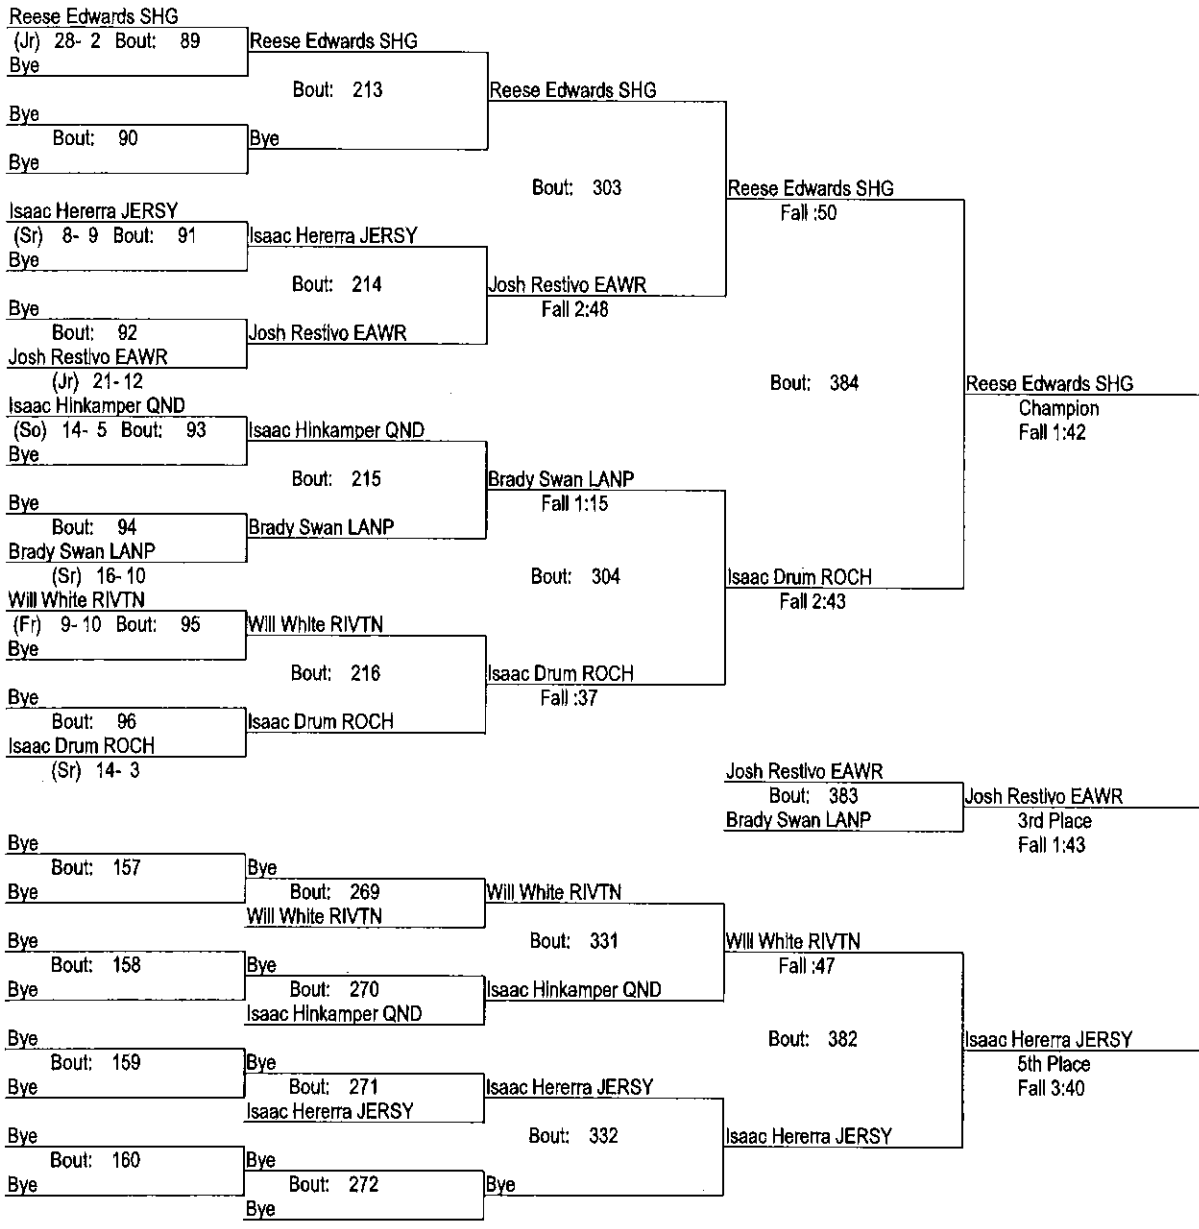 Reese Edwards SHG
(Jr) 28- 2 Bout: 89
Bye
Reese Edwards SHG
Bout: 213
Reese Edwards SHG
Bye
Bout: 90
Bye
Bye
Bout: 303
Reese Edwards SHG
Fall :50
Isaac Hererra JERSY
(Sr) 8- 9 Bout: 91
Bye
Isaac Hererra JERSY
Bout: 214
Josh Restivo EAWR
Fall 2:48
Bye
Bout: 92
Josh Restivo EAWR
(Jr) 21- 12
Josh Restivo EAWR
Bout: 384
Reese Edwards SHG
Champion
Fall 1:42
Isaac Hinkamper QND
(So) 14- 5 Bout: 93
Bye
Isaac Hinkamper QND
Bout: 215
Brady Swan LANP
Fall 1:15
Bye
Bout: 94
Brady Swan LANP
(Sr) 16- 10
Brady Swan LANP
Bout: 304
Isaac Drum ROCH
Fall 2:43
Will White RIVTN
(Fr) 9- 10 Bout: 95
Bye
Will White RIVTN
Bout: 216
Isaac Drum ROCH
Fall :37
Bye
Bout: 96
Isaac Drum ROCH
(Sr) 14- 3
Isaac Drum ROCH
Josh Restivo EAWR
Bout: 383
Brady Swan LANP
Josh Restivo EAWR
3rd Place
Fall 1:43
Bye
Bout: 157
Bye
Bye
Bout: 269
Will White RIVTN
Will White RIVTN
Bout: 331
Will White RIVTN
Fall :47
Bye
Bout: 158
Bye
Bye
Bout: 270
Isaac Hinkamper QND
Isaac Hinkamper QND
Bout: 382
Isaac Hererra JERSY
5th Place
Fall 3:40
Bye
Bout: 159
Bye
Bye
Bout: 271
Isaac Hererra JERSY
Isaac Hererra JERSY
Bout: 332
Isaac Hererra JERSY
Bye
Bout: 160
Bye
Bye
Bout: 272
Bye
Bye